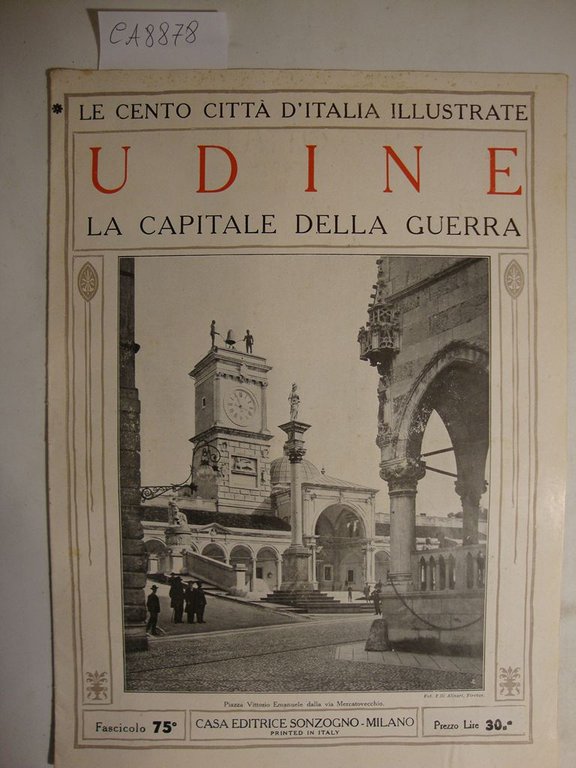 CA8878
LE CENTO CITTÀ D'ITALIA ILLUSTRATE
UDINE
LA CAPITALE DELLA GUERRA
Fot. F.lli Alinari, Firenze.
Piazza Vittorio Emanuele dalla via Mercatovecchio.
Fascicolo 75°
CASA EDITRICE SONZOGNO - MILANO
PRINTED IN ITALY
Prezzo Lire 30.-